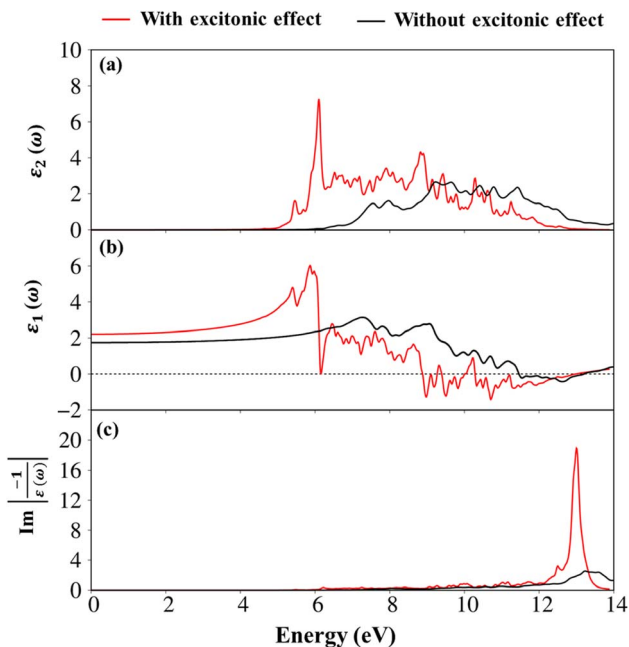 With excitonic effect Without excitonic effect
(a)
10
8
6
4
2
0
ε₂(ω)
(b)
6
4
2
0
−2
ε₁(ω)
(c)
20
16
12
8
4
0
Im |−1/ε(ω)|
0 2 4 6 8 10 12 14
Energy (eV)